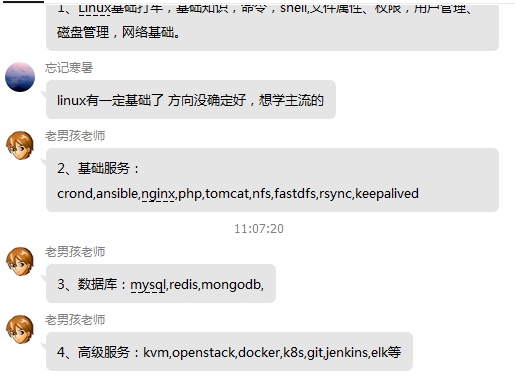 1、Linux基础打牢，基础知识，命令，shell,文件属性、权限，用户管理、
磁盘管理，网络基础。
忘记寒暑
linux有一定基础了 方向没确定好，想学主流的
老男孩老师
2、基础服务：
crond,ansible,nginx,php,tomcat,nfs,fastdfs,rsync,keepalived
11:07:20
老男孩老师
3、数据库：mysql,redis,mongodb,
老男孩老师
4、高级服务：kvm,openstack,docker,k8s,git,jenkins,elk等